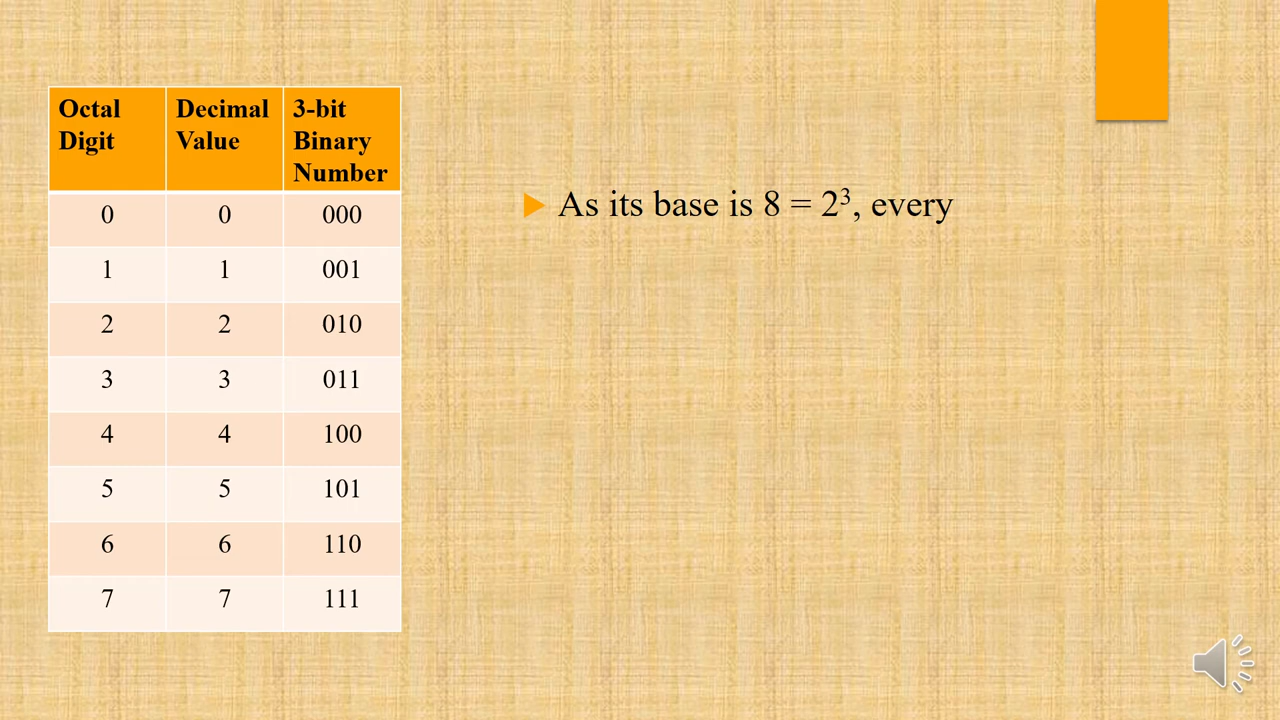 Octal Digit Decimal Value 3-bit Binary Number
0 0 000
1 1 001
2 2 010
3 3 011
4 4 100
5 5 101
6 6 110
7 7 111
As its base is 8 = 2³, every